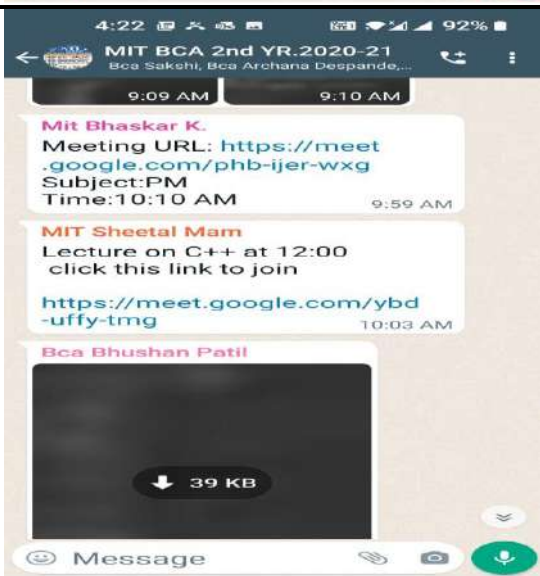 4:22 92%
MIT BCA 2nd YR.2020-21
Bca Sakshi, Bca Archana Despande,...
9:09 AM 9:10 AM
Mit Bhaskar K.
Meeting URL: https://meet
.google.com/phb-ijer-wxg
Subject:PM
Time:10:10 AM 9:59 AM
MIT Sheetal Mam
Lecture on C++ at 12:00
click this link to join
https://meet.google.com/ybd
-uffy-tmg 10:03 AM
Bca Bhushan Patil
39 KB
Message